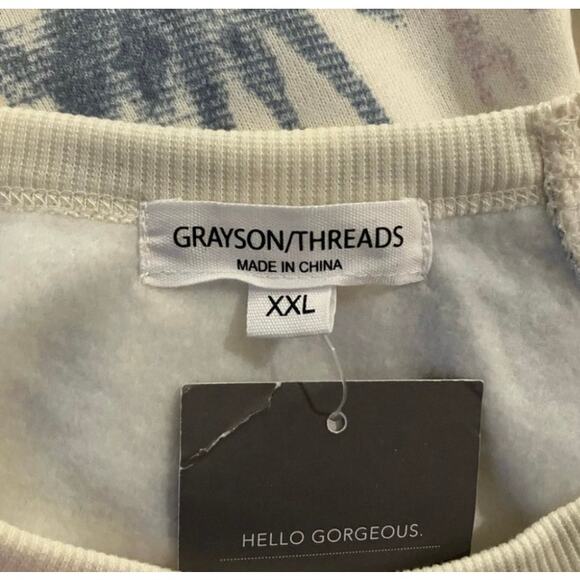 GRAYSON/THREADS
MADE IN CHINA
XXL
HELLO GORGEOUS.